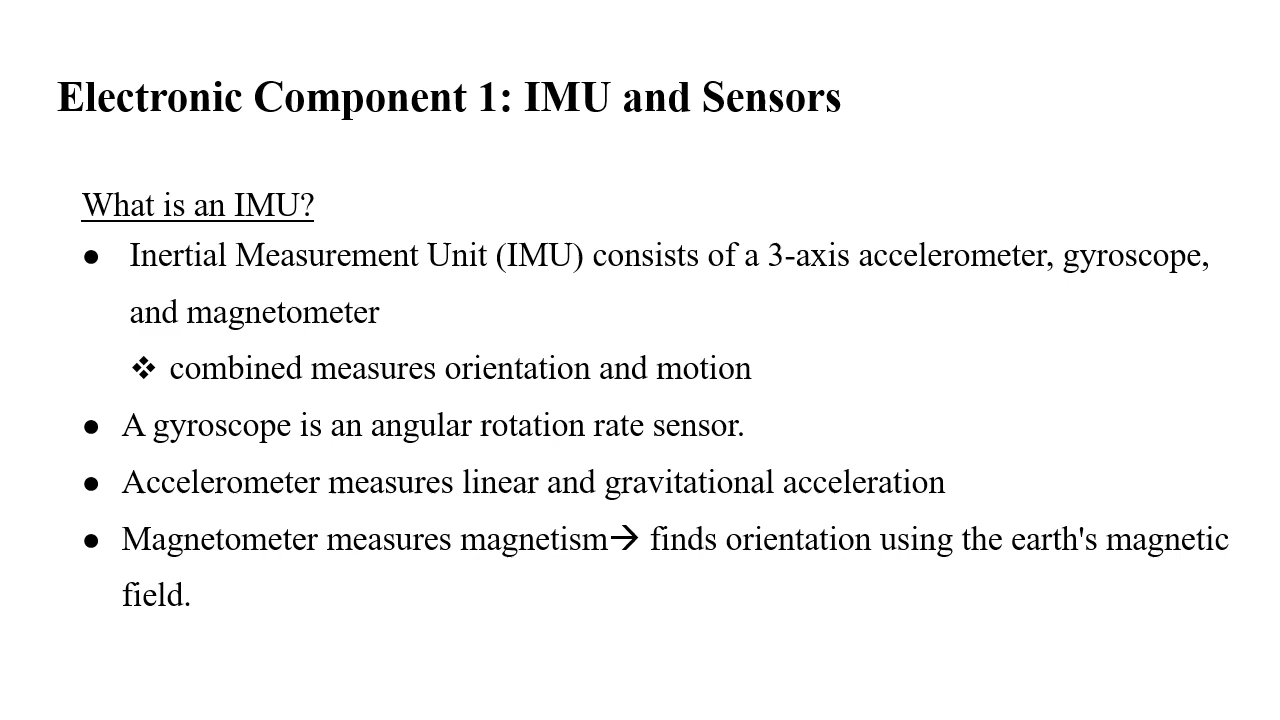 Electronic Component 1: IMU and Sensors
What is an IMU?
● Inertial Measurement Unit (IMU) consists of a 3-axis accelerometer, gyroscope,
and magnetometer
❖ combined measures orientation and motion
● A gyroscope is an angular rotation rate sensor.
● Accelerometer measures linear and gravitational acceleration
● Magnetometer measures magnetism→ finds orientation using the earth's magnetic
field.